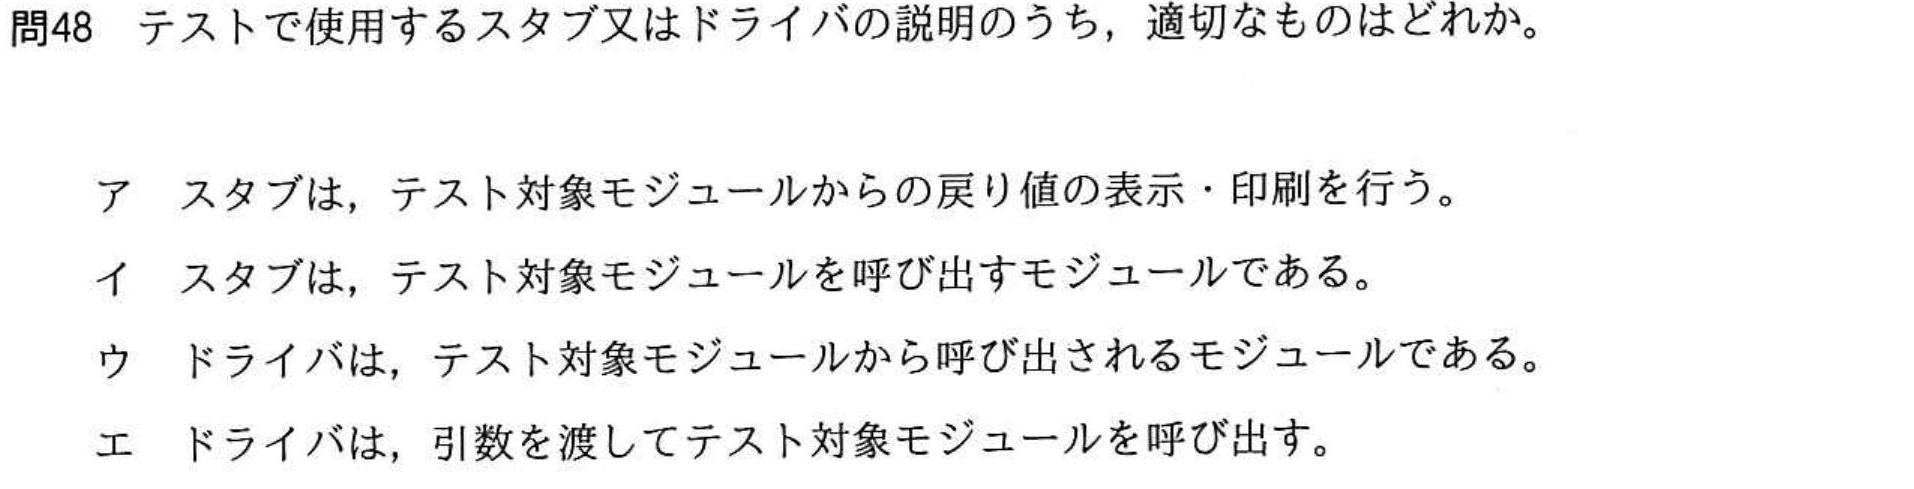 問48 テストで使用するスタブ又はドライバの説明のうち，適切なものはどれか。
ア スタブは，テスト対象モジュールからの戻り値の表示・印刷を行う。
イ スタブは，テスト対象モジュールを呼び出すモジュールである。
ウ ドライバは，テスト対象モジュールから呼び出されるモジュールである。
エ ドライバは，引数を渡してテスト対象モジュールを呼び出す。